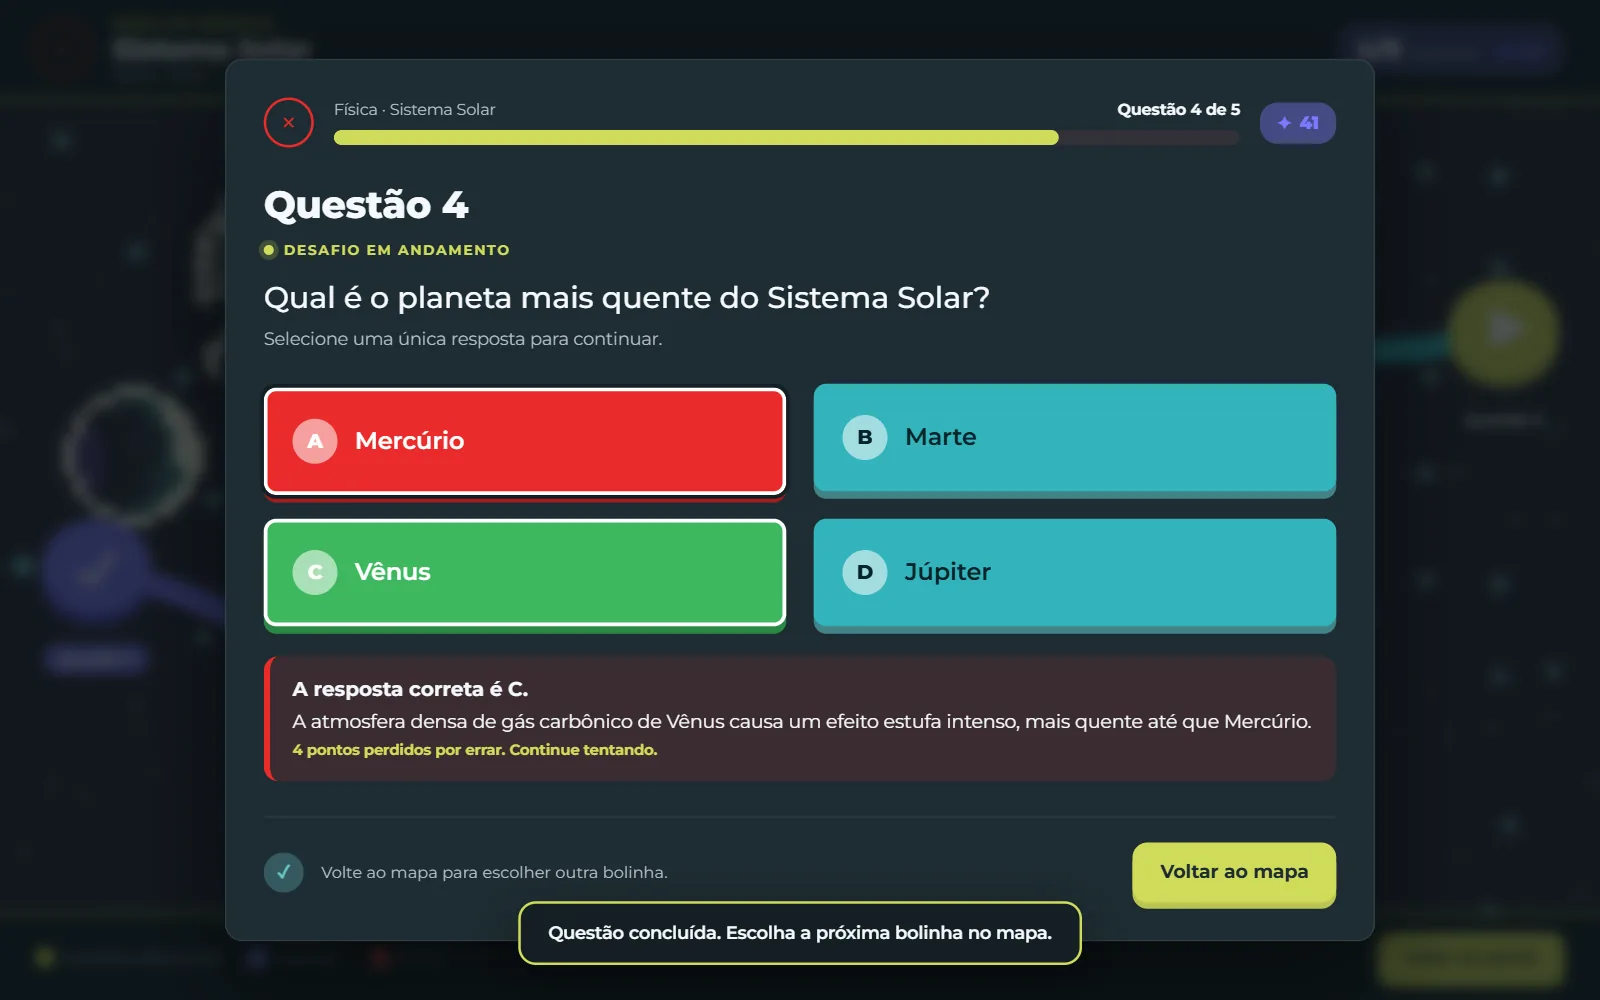 Sistema Solar
Física · Sistema Solar
Questão 4 de 5
✦ 41
Questão 4
DESAFIO EM ANDAMENTO
Qual é o planeta mais quente do Sistema Solar?
Selecione uma única resposta para continuar.
A Mercúrio
B Marte
C Vênus
D Júpiter
A resposta correta é C.
A atmosfera densa de gás carbônico de Vênus causa um efeito estufa intenso, mais quente até que Mercúrio.
4 pontos perdidos por errar. Continue tentando.
Volte ao mapa para escolher outra bolinha.
Voltar ao mapa
Questão concluída. Escolha a próxima bolinha no mapa.